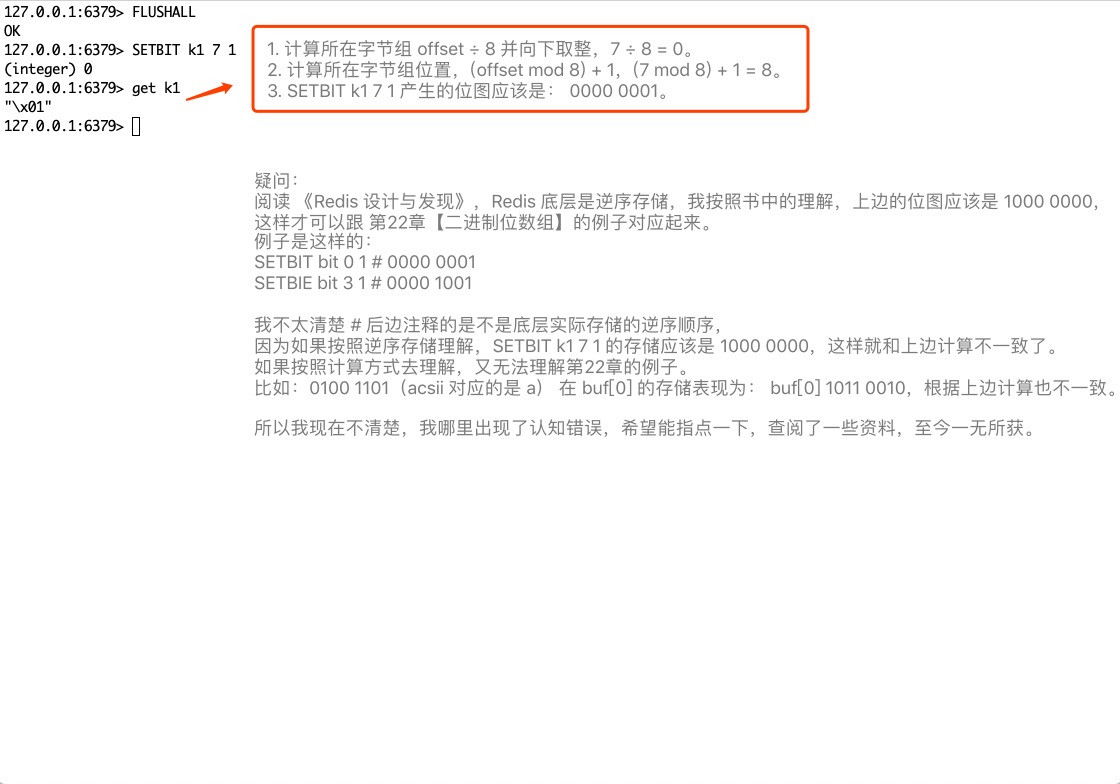 127.0.0.1:6379> FLUSHALL
OK
127.0.0.1:6379> SETBIT k1 7 1
(integer) 0
127.0.0.1:6379> get k1
"\x01"
127.0.0.1:6379>
1. 计算所在字节组 offset ÷ 8 并向下取整，7 ÷ 8 = 0。
2. 计算所在字节组位置，(offset mod 8) + 1，(7 mod 8) + 1 = 8。
3. SETBIT k1 7 1 产生的位图应该是： 0000 0001。
疑问：
阅读 《Redis 设计与发现》，Redis 底层是逆序存储，我按照书中的理解，上边的位图应该是 1000 0000，
这样才可以跟 第22章【二进制位数组】的例子对应起来。
例子是这样的：
SETBIT bit 0 1 # 0000 0001
SETBIE bit 3 1 # 0000 1001
我不太清楚 # 后边注释的是不是底层实际存储的逆序顺序，
因为如果按照逆序存储理解，SETBIT k1 7 1 的存储应该是 1000 0000，这样就和上边计算不一致了。
如果按照计算方式去理解，又无法理解第22章的例子。
比如：0100 1101（acsii 对应的是 a） 在 buf[0] 的存储表现为： buf[0] 1011 0010，根据上边计算也不一致。
所以我现在不清楚，我哪里出现了认知错误，希望能指点一下，查阅了一些资料，至今一无所获。